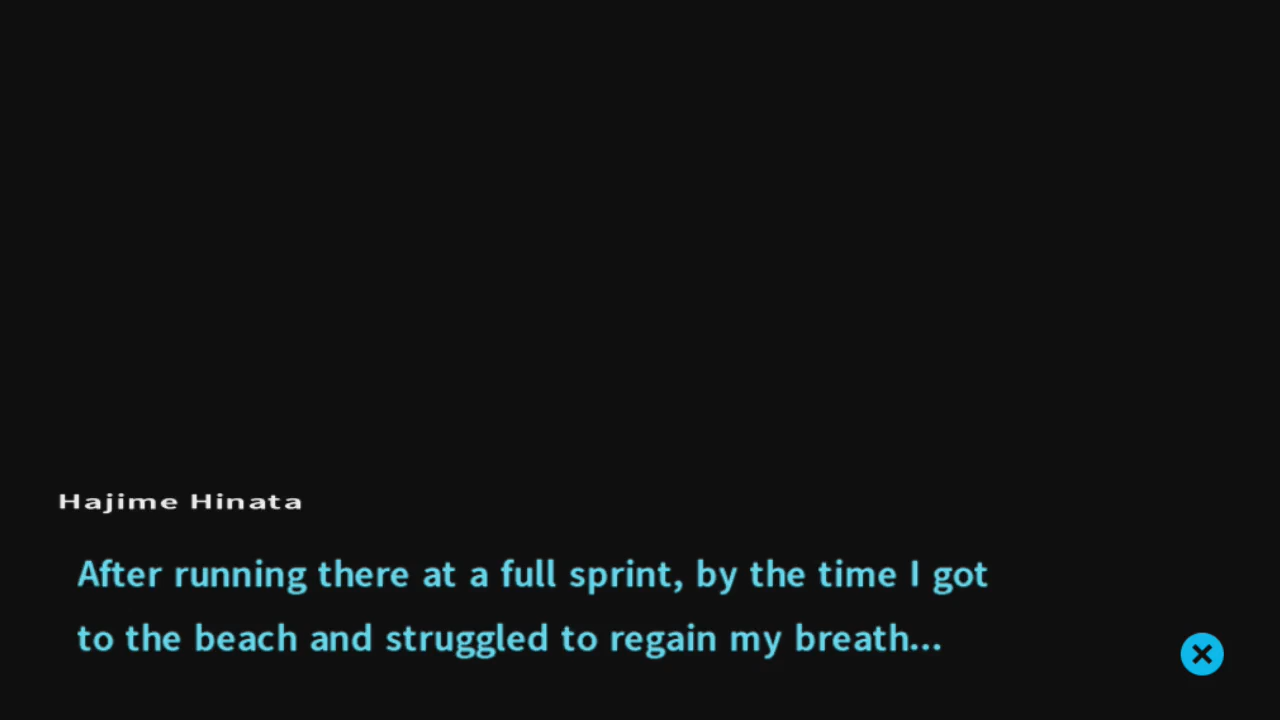 Hajime Hinata
After running there at a full sprint, by the time I got
to the beach and struggled to regain my breath...